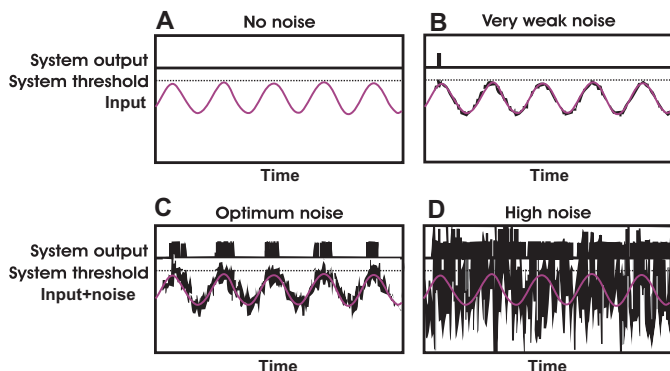 A No noise
B Very weak noise
System output
System threshold
Input
Time
Time
C Optimum noise
D High noise
System output
System threshold
Input+noise
Time
Time